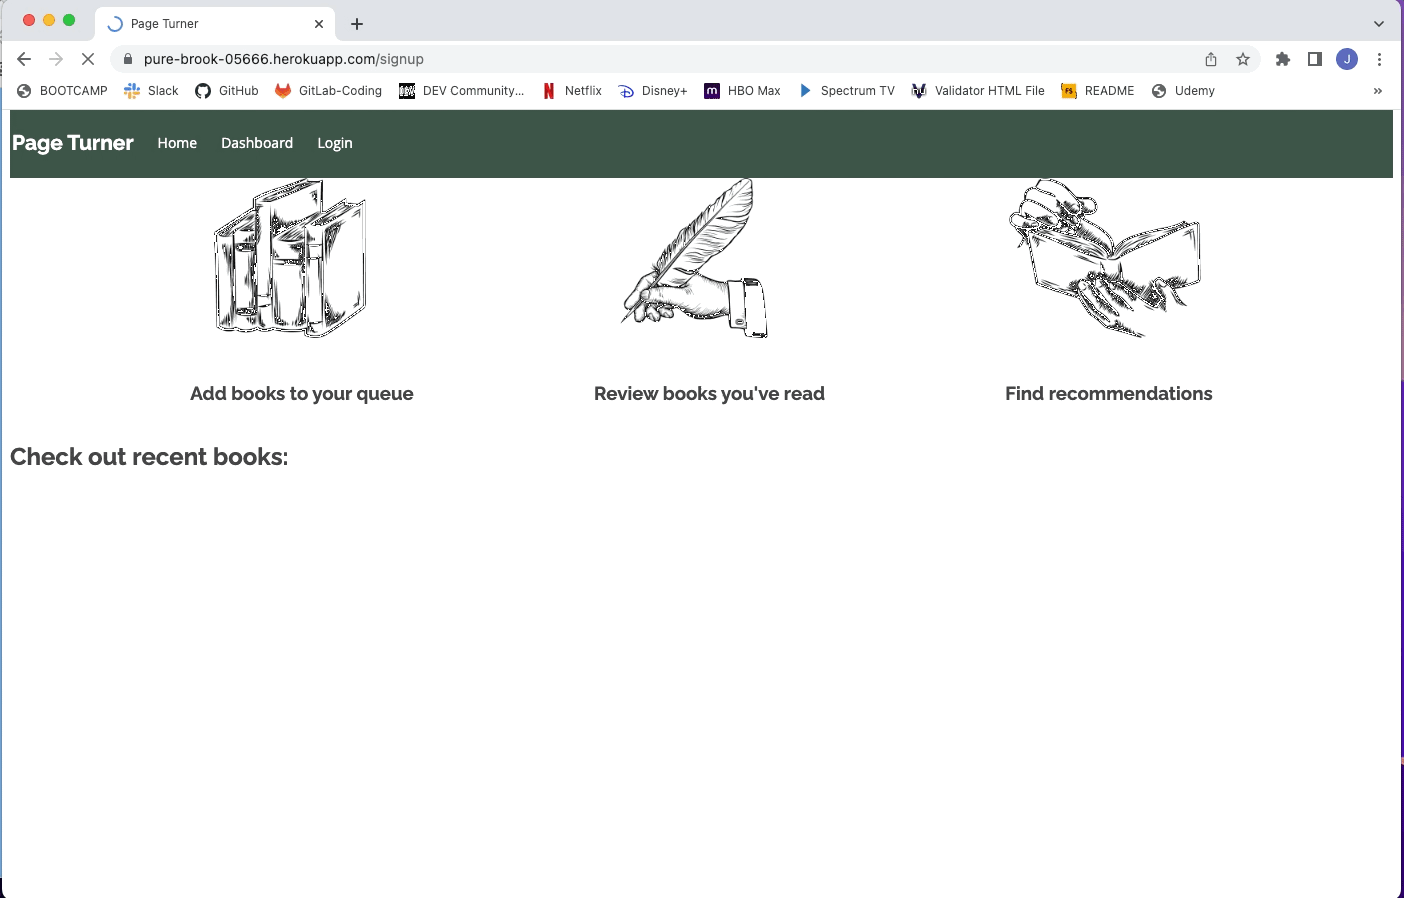 Page Turner
pure-brook-05666.herokuapp.com/signup
J
BOOTCAMP Slack GitHub GitLab-Coding DEV Community... Netflix Disney+ HBO Max Spectrum TV Validator HTML File README Udemy »
Page Turner Home Dashboard Login
Add books to your queue Review books you've read Find recommendations
Check out recent books: